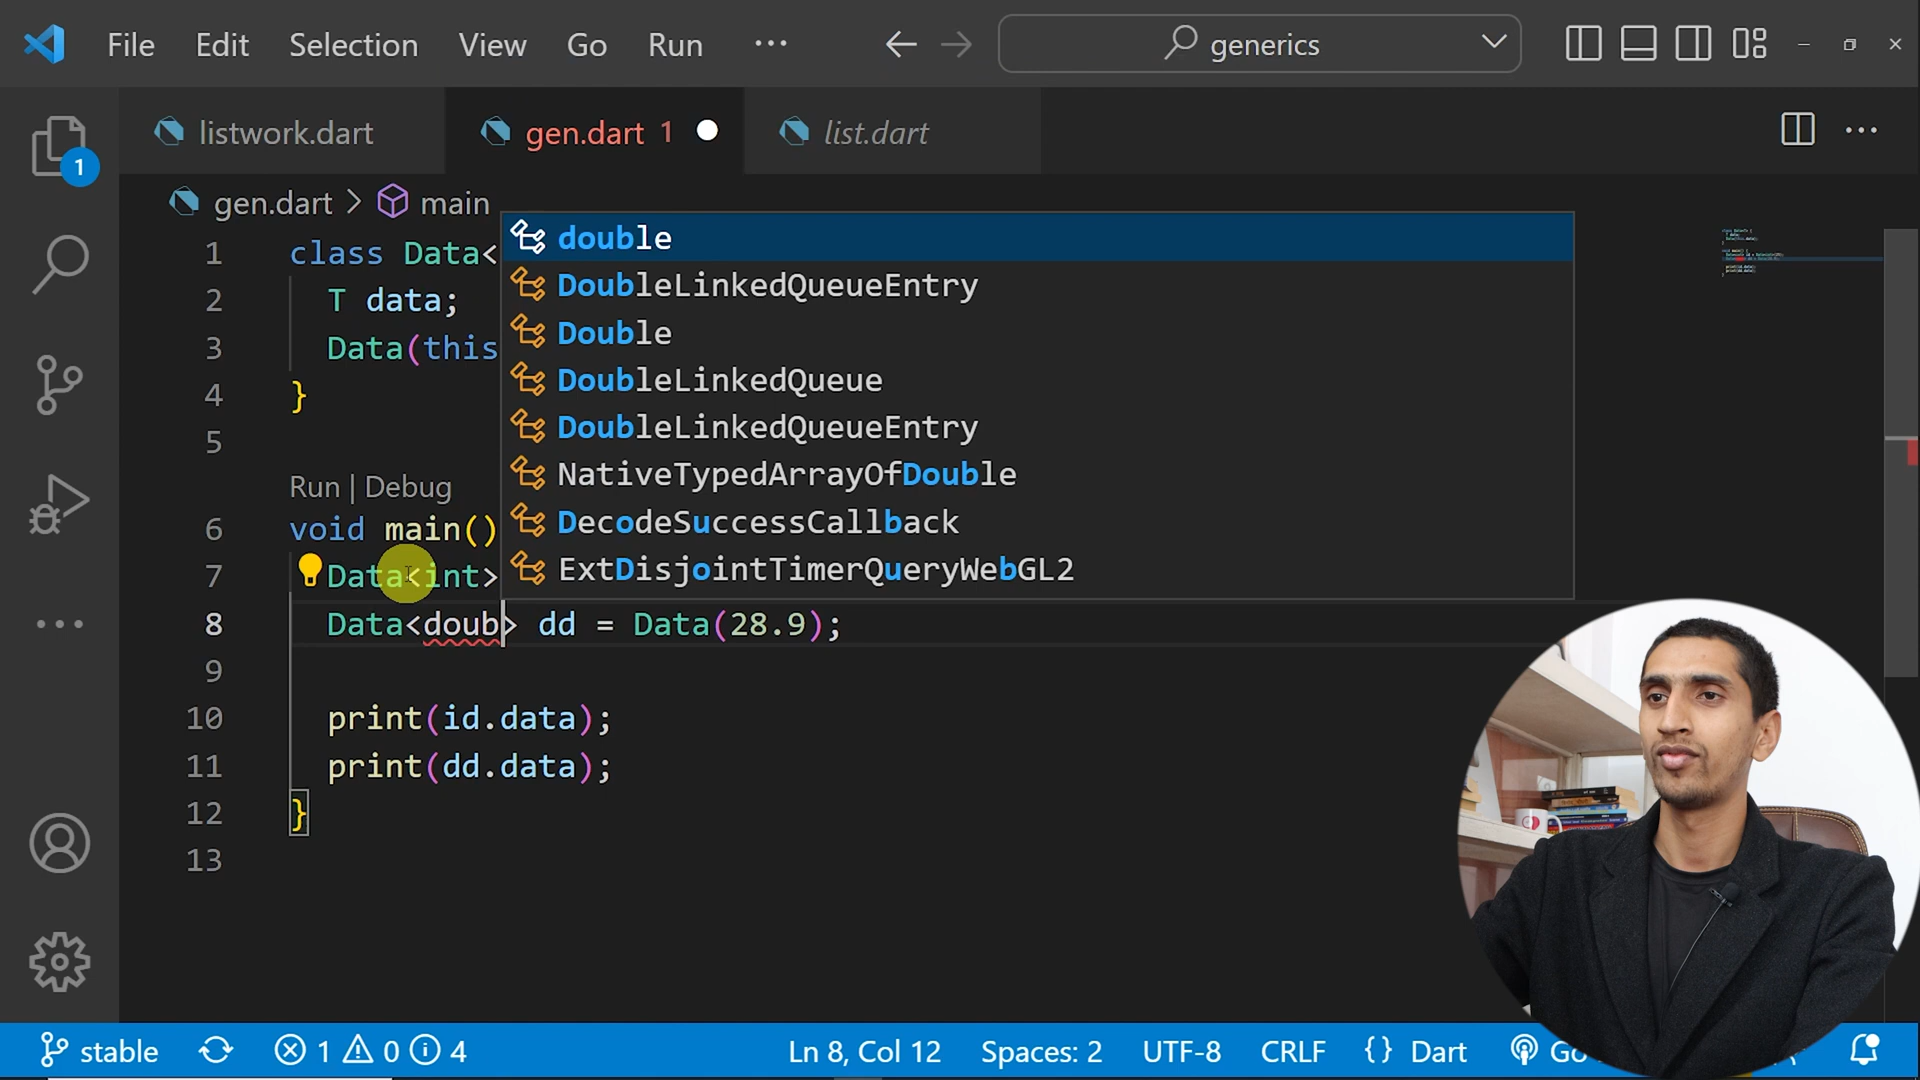 File Edit Selection View Go Run ··· generics
1
listwork.dart gen.dart 1 list.dart
gen.dart > main
1 class Data<
2 T data;
3 Data(this
4 }
5
Run | Debug
6 void main()
7 Data<int>
8 Data<doub> dd = Data(28.9);
9
10 print(id.data);
11 print(dd.data);
12 }
13
double
DoubleLinkedQueueEntry
Double
DoubleLinkedQueue
DoubleLinkedQueueEntry
NativeTypedArrayOfDouble
DecodeSuccessCallback
ExtDisjointTimerQueryWebGL2
stable 1 0 4 Ln 8, Col 12 Spaces: 2 UTF-8 CRLF {} Dart Go